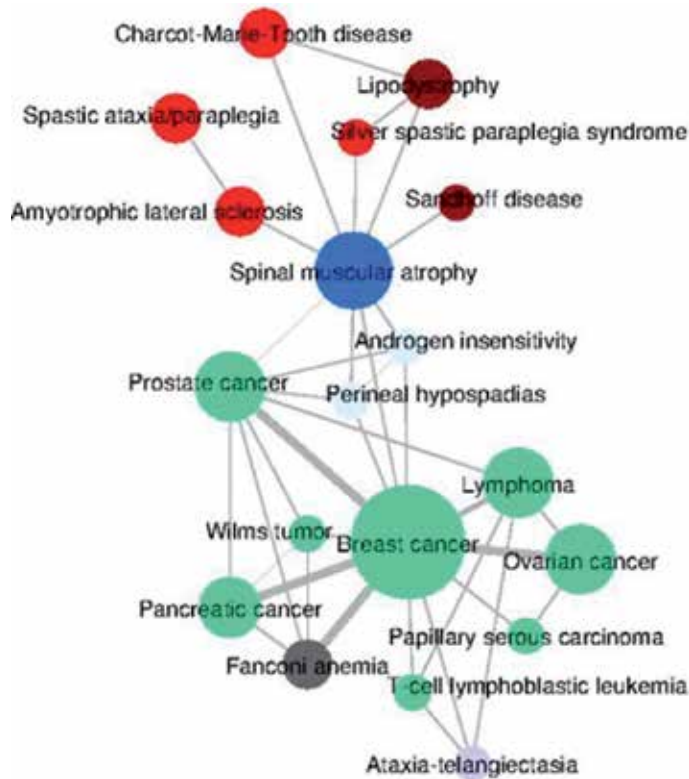 Charcot-Marie-Tooth disease
Lipodystrophy
Spastic ataxia/paraplegia
Silver spastic paraplegia syndrome
Sandhoff disease
Amyotrophic lateral sclerosis
Spinal muscular atrophy
Androgen insensitivity
Prostate cancer
Perineal hypospadias
Lymphoma
Wilms tumor
Breast cancer
Ovarian cancer
Pancreatic cancer
Papillary serous carcinoma
Fanconi anemia
T-cell lymphoblastic leukemia
Ataxia-telangiectasia